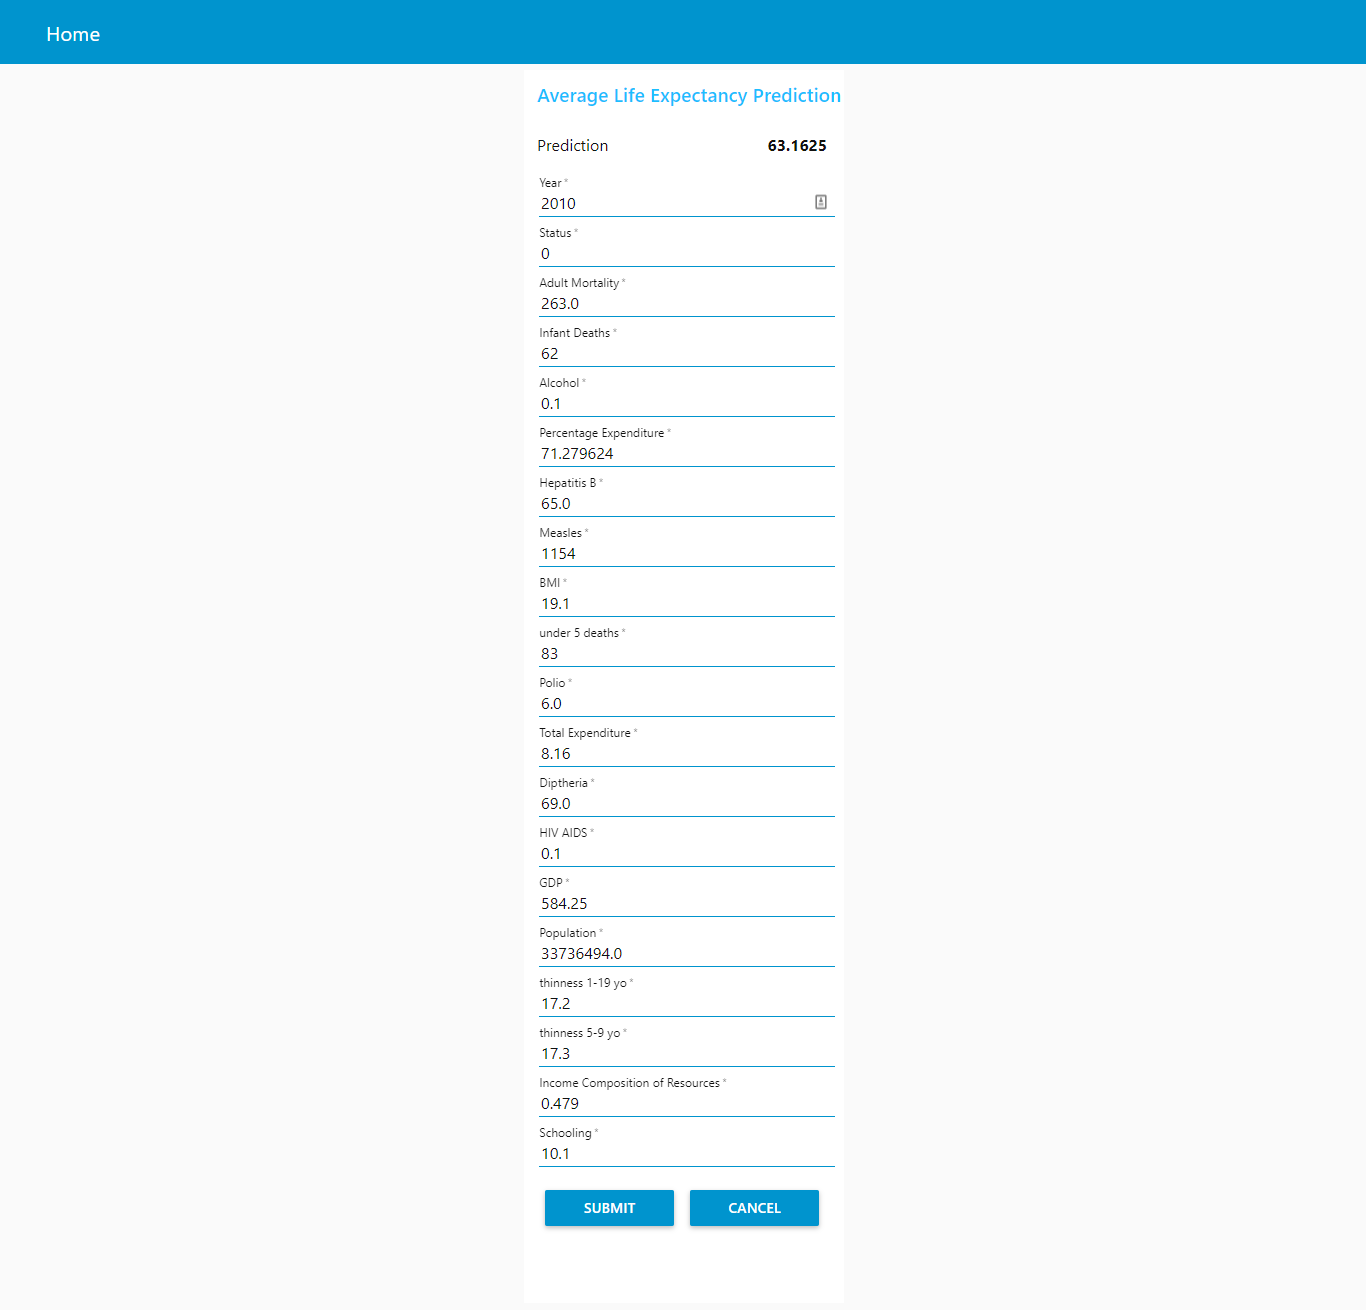 Home
Average Life Expectancy Prediction
Prediction 63.1625
Year *
2010
Status *
0
Adult Mortality *
263.0
Infant Deaths *
62
Alcohol *
0.1
Percentage Expenditure *
71.279624
Hepatitis B *
65.0
Measles *
1154
BMI *
19.1
under 5 deaths *
83
Polio *
6.0
Total Expenditure *
8.16
Diptheria *
69.0
HIV AIDS *
0.1
GDP *
584.25
Population *
33736494.0
thinness 1-19 yo *
17.2
thinness 5-9 yo *
17.3
Income Composition of Resources *
0.479
Schooling *
10.1
SUBMIT CANCEL